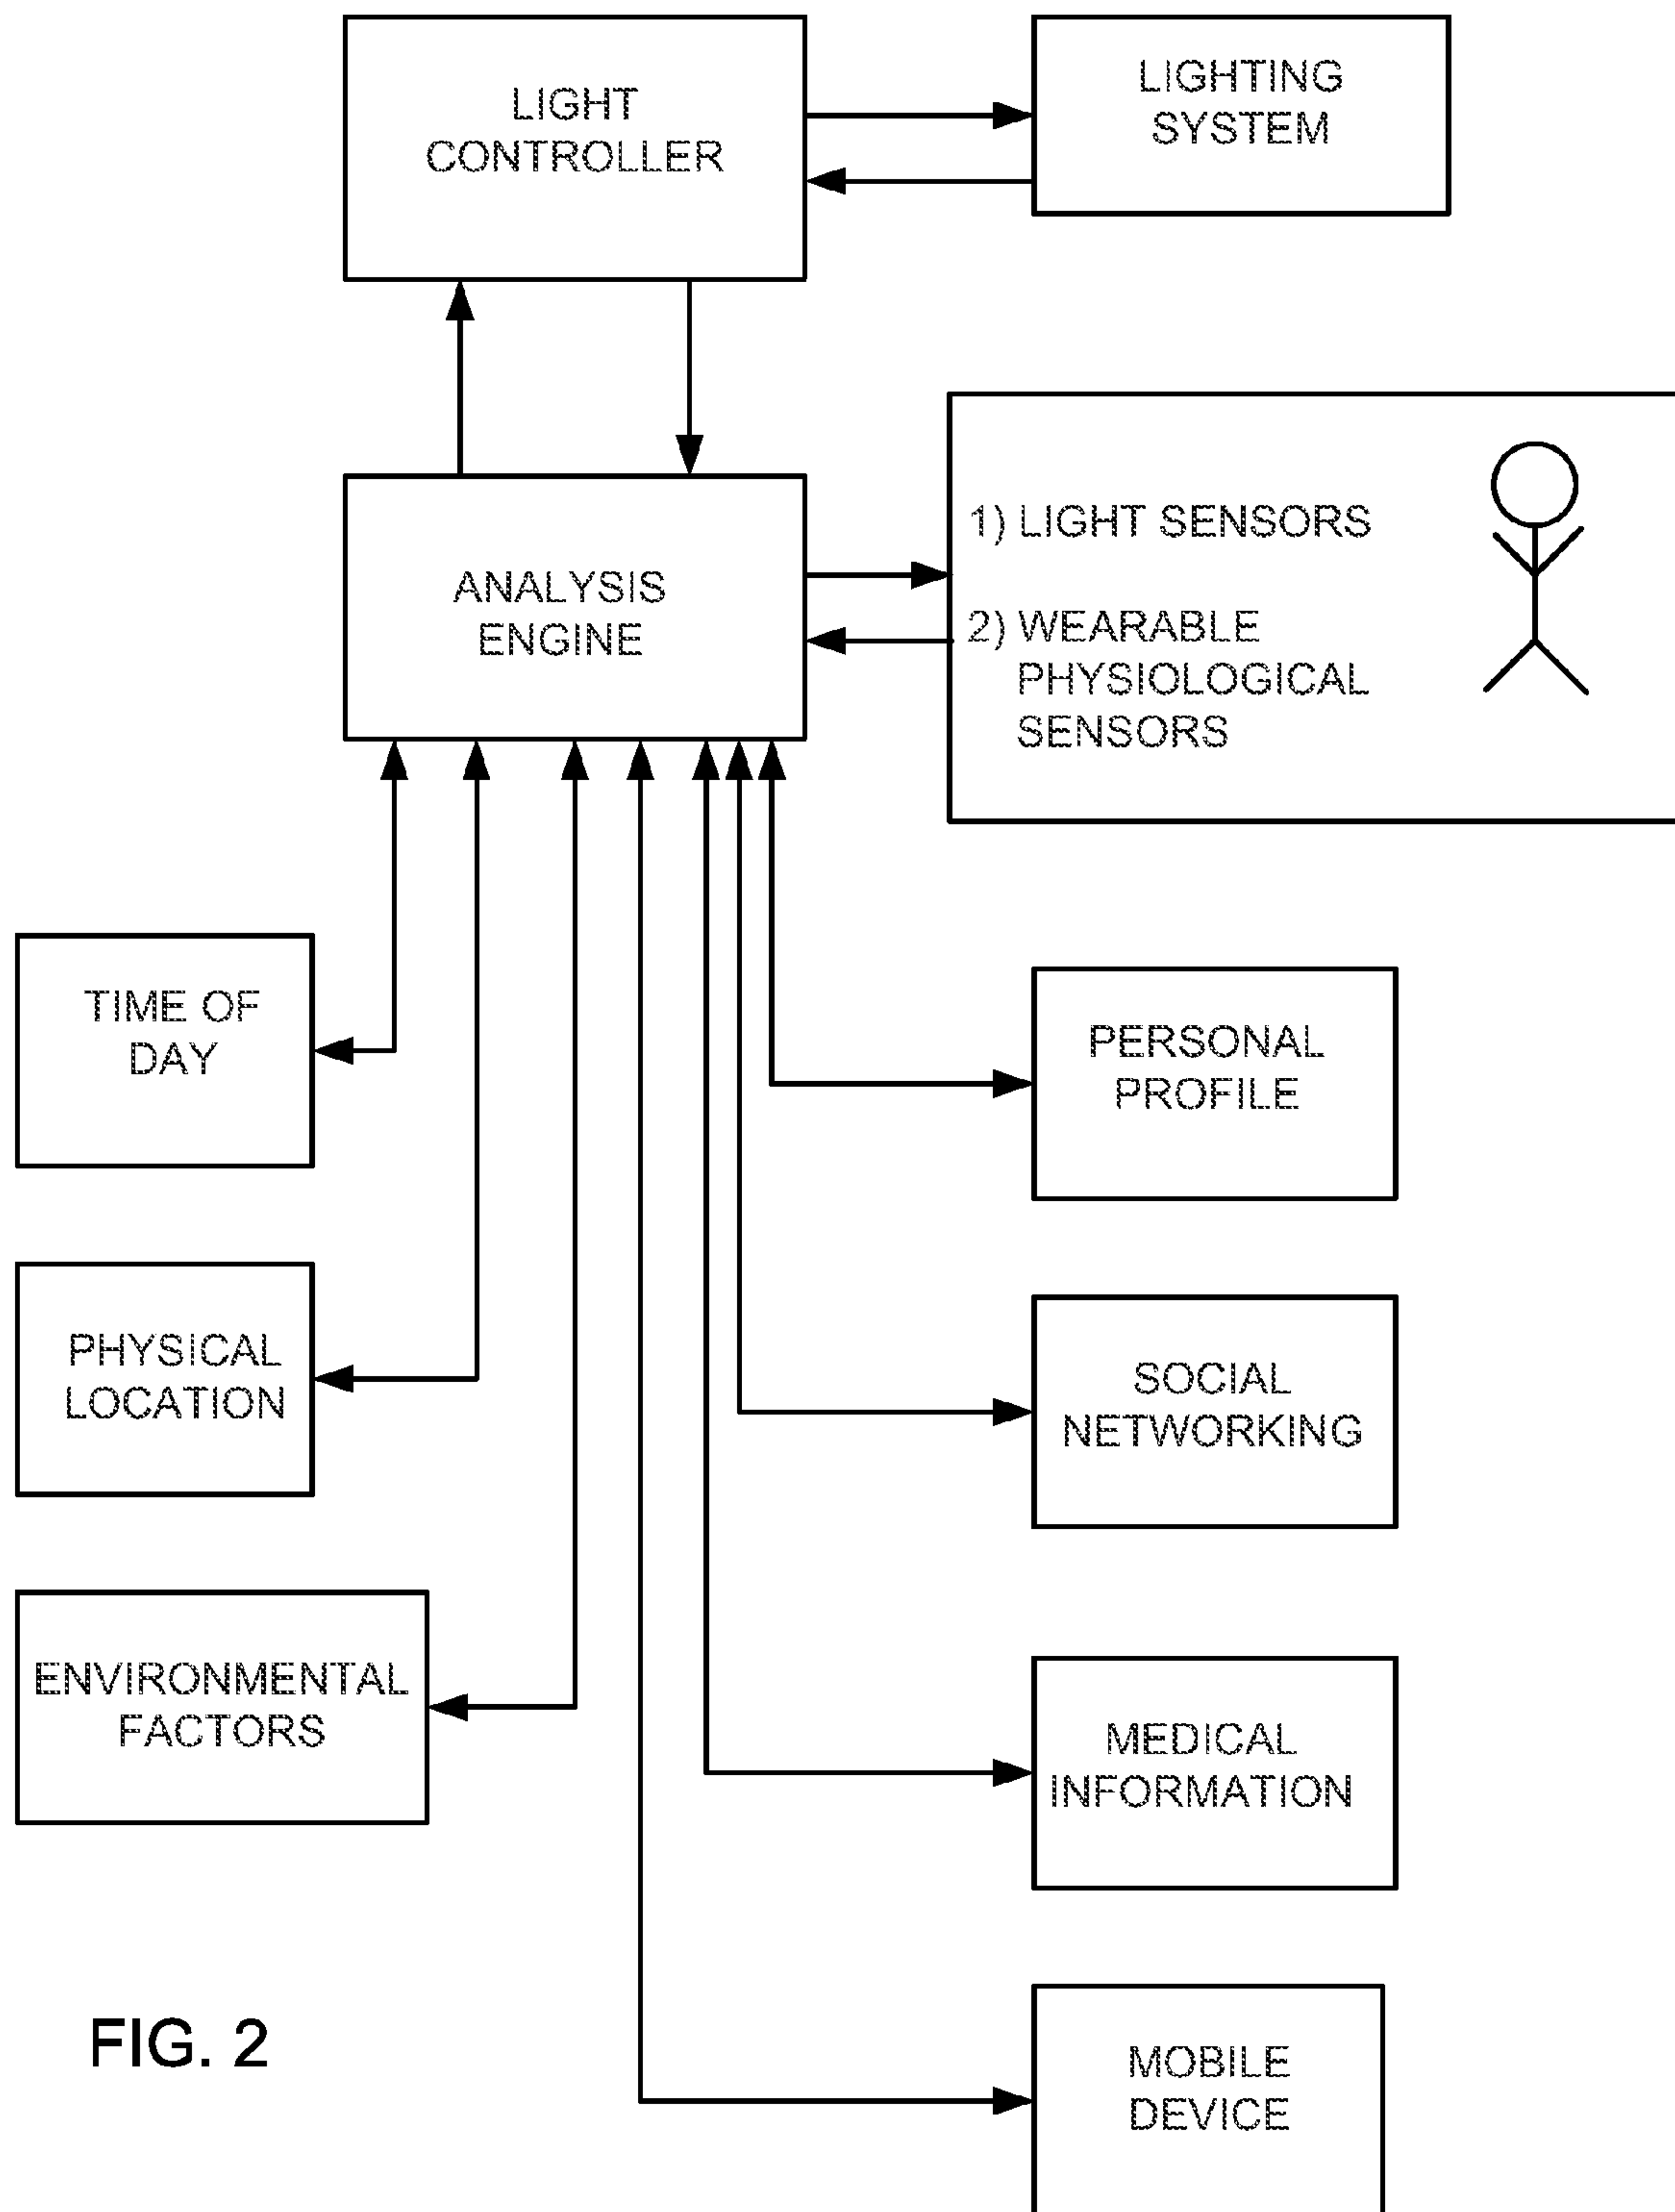 LIGHT
CONTROLLER
LIGHTING
SYSTEM
ANALYSIS
ENGINE
1) LIGHT SENSORS
2) WEARABLE
PHYSIOLOGICAL
SENSORS
TIME OF
DAY
PERSONAL
PROFILE
PHYSICAL
LOCATION
SOCIAL
NETWORKING
ENVIRONMENTAL
FACTORS
MEDICAL
INFORMATION
MOBILE
DEVICE
FIG. 2